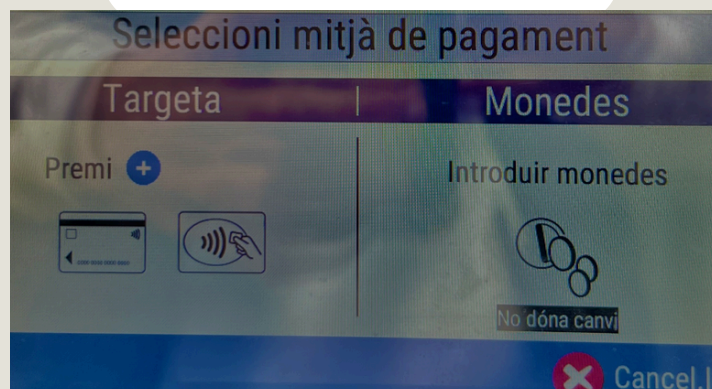 Seleccioni mitjà de pagament
Targeta | Monedes
Premi +
Introduir monedes
No dóna canvi